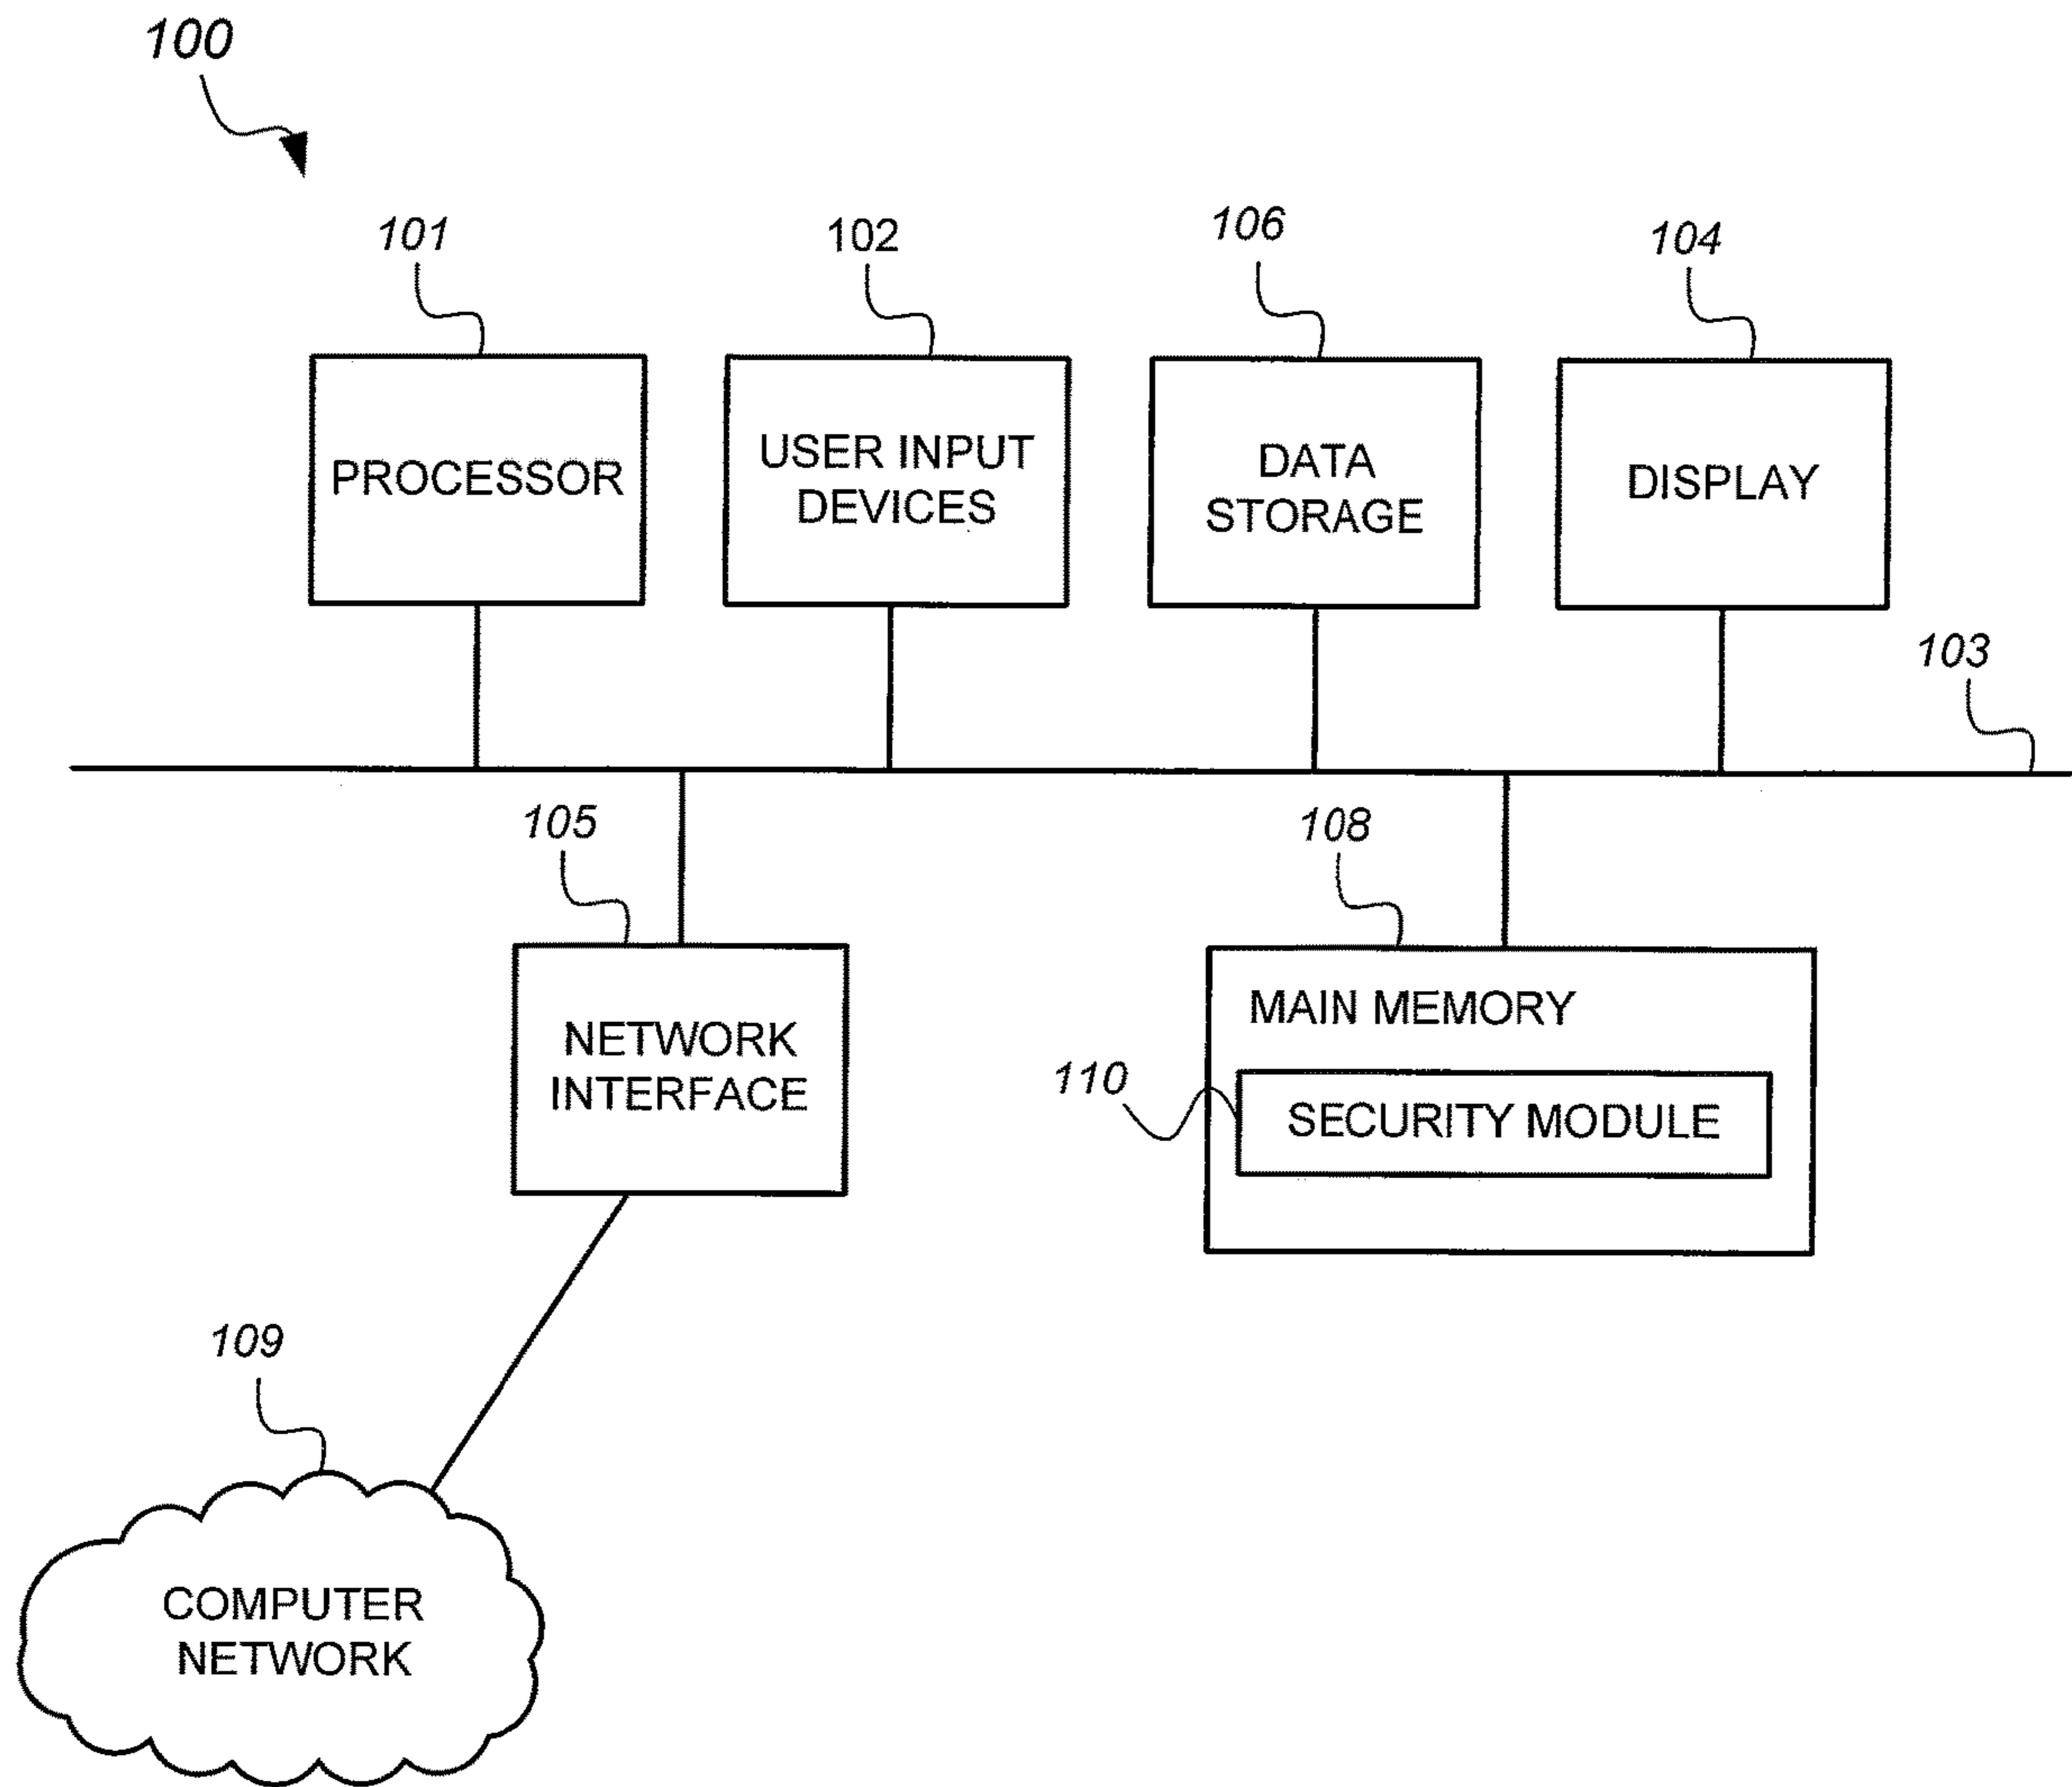 100
101
102
106
104
PROCESSOR
USER INPUT
DEVICES
DATA
STORAGE
DISPLAY
103
105
108
NETWORK
INTERFACE
MAIN MEMORY
110
SECURITY MODULE
109
COMPUTER
NETWORK